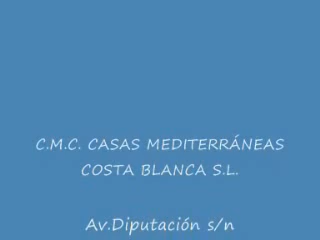 C.M.C. CASAS MEDITERRÁNEAS
COSTA BLANCA S.L.
Av.Diputación s/n